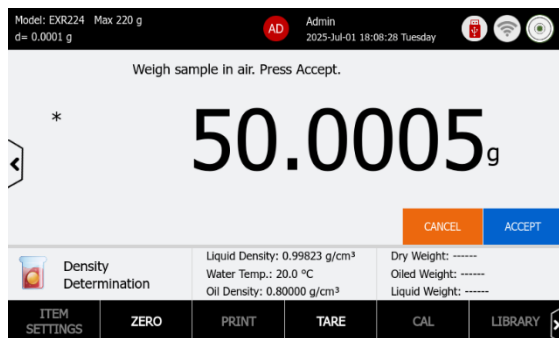 Model: EXR224 Max 220 g
d= 0.0001 g
AD
Admin
2025-Jul-01 18:08:28 Tuesday
Weigh sample in air. Press Accept.
*
50.0005 g
CANCEL
ACCEPT
Density
Determination
Liquid Density: 0.99823 g/cm³
Water Temp.: 20.0 °C
Oil Density: 0.80000 g/cm³
Dry Weight: ------
Oiled Weight: ------
Liquid Weight: ------
ITEM
SETTINGS
ZERO
PRINT
TARE
CAL
LIBRARY